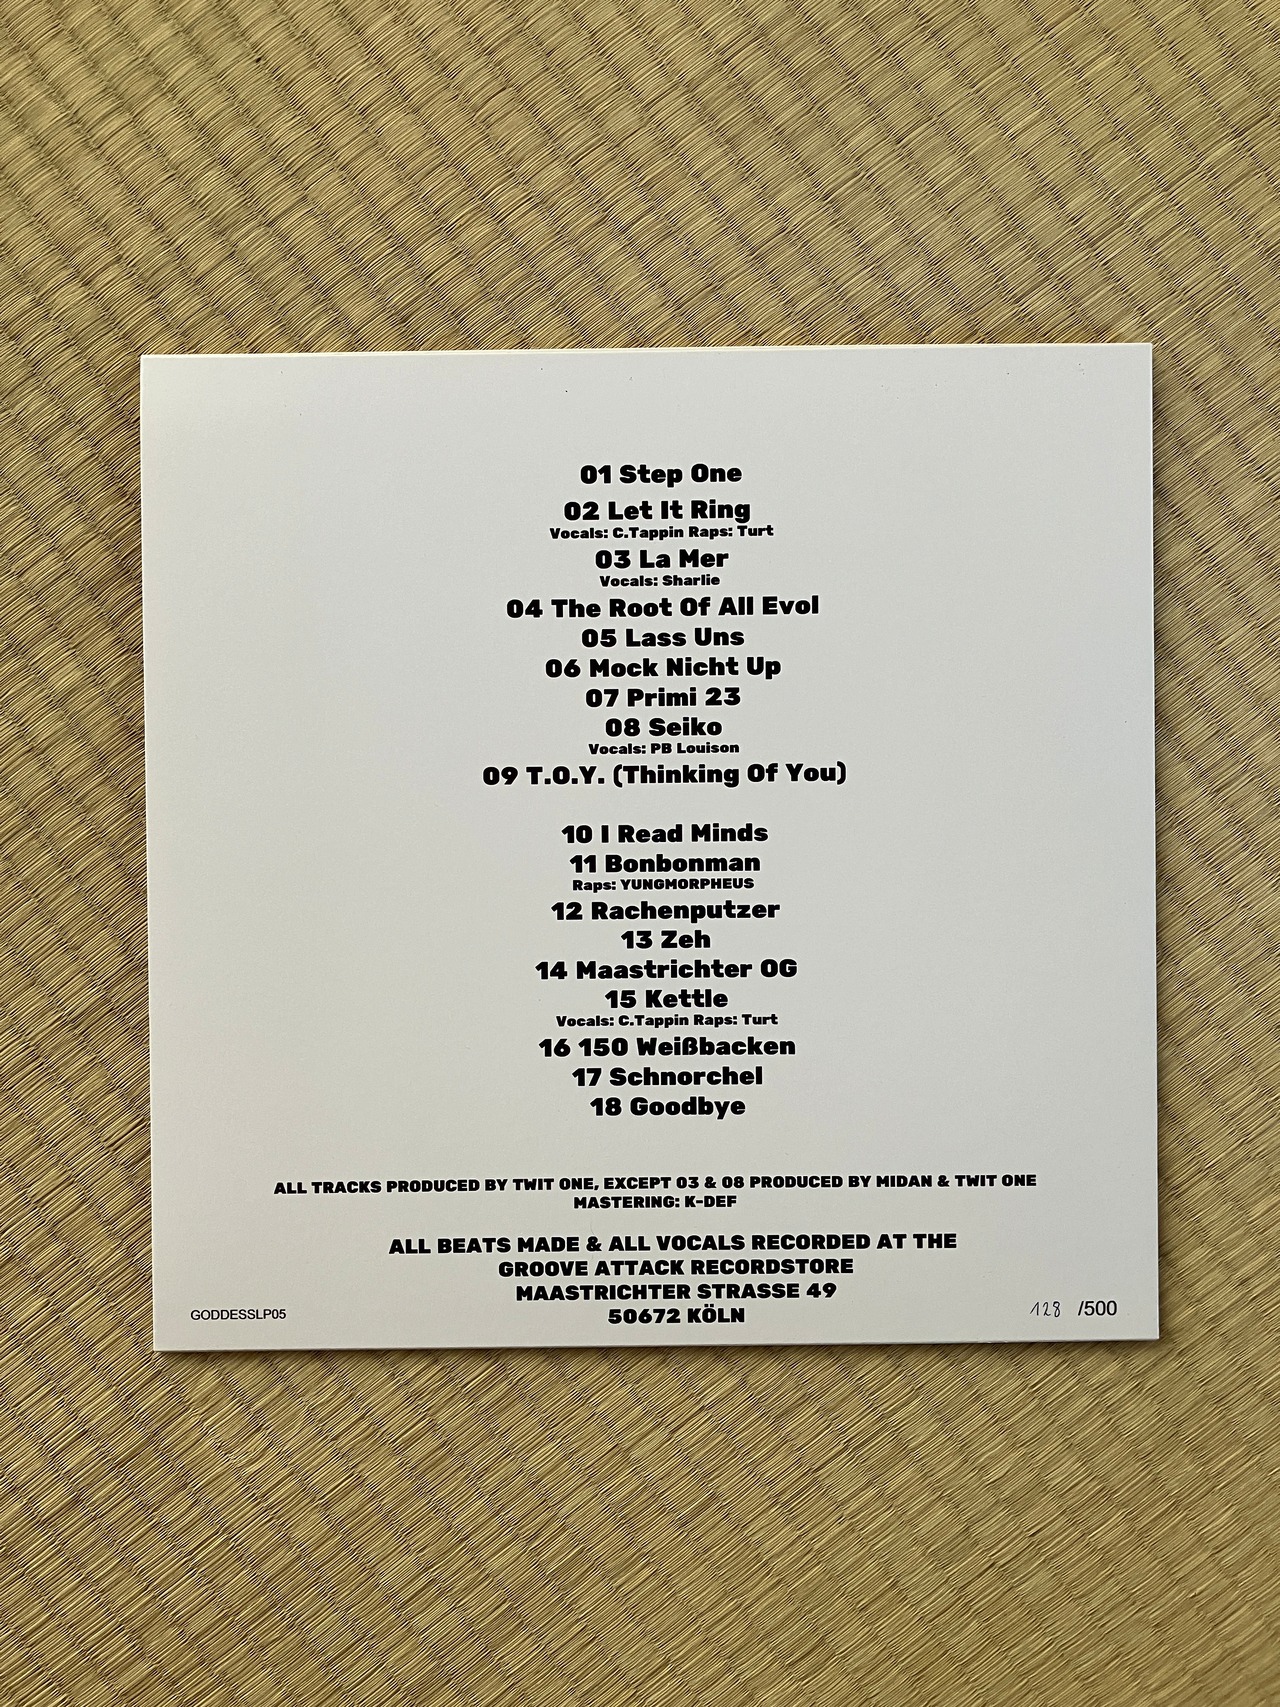 01 Step One
02 Let It Ring
Vocals: C.Tappin Raps: Turt
03 La Mer
Vocals: Sharlie
04 The Root Of All Evol
05 Lass Uns
06 Mock Nicht Up
07 Primi 23
08 Seiko
Vocals: PB Louison
09 T.O.Y. (Thinking Of You)
10 I Read Minds
11 Bonbonman
Raps: YUNGMORPHEUS
12 Rachenputzer
13 Zeh
14 Maastrichter OG
15 Kettle
Vocals: C.Tappin Raps: Turt
16 150 Weißbacken
17 Schnorchel
18 Goodbye
ALL TRACKS PRODUCED BY TWIT ONE, EXCEPT 03 & 08 PRODUCED BY MIDAN & TWIT ONE
MASTERING: K-DEF
ALL BEATS MADE & ALL VOCALS RECORDED AT THE
GROOVE ATTACK RECORDSTORE
MAASTRICHTER STRASSE 49
50672 KÖLN
GODDESSLP05
128 /500